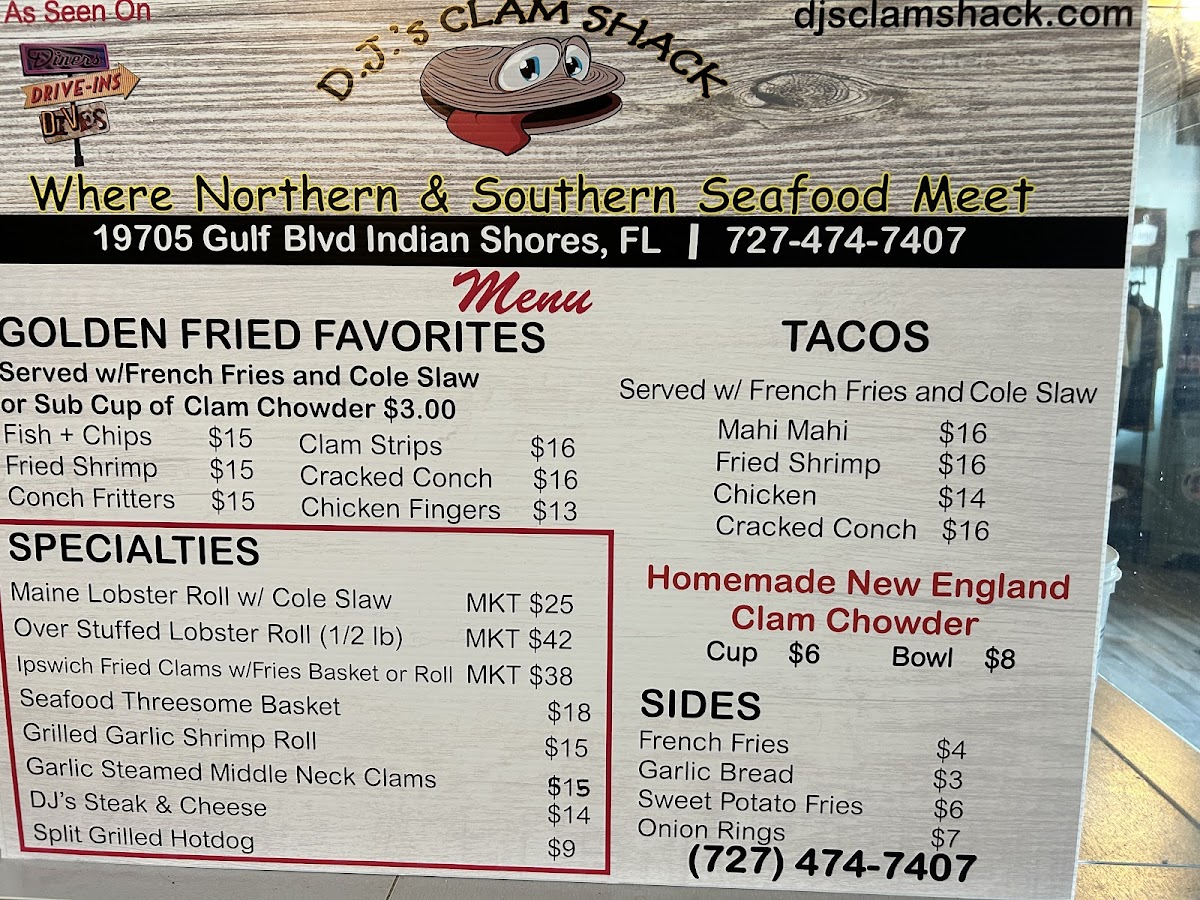 As Seen On
Diners
DRIVE-INS
DIVES
D.J.'s CLAM SHACK
djsclamshack.com
Where Northern & Southern Seafood Meet
19705 Gulf Blvd Indian Shores, FL | 727-474-7407
Menu
GOLDEN FRIED FAVORITES
Served w/French Fries and Cole Slaw
or Sub Cup of Clam Chowder $3.00
Fish + Chips $15
Fried Shrimp $15
Conch Fritters $15
Clam Strips $16
Cracked Conch $16
Chicken Fingers $13
SPECIALTIES
Maine Lobster Roll w/ Cole Slaw MKT $25
Over Stuffed Lobster Roll (1/2 lb) MKT $42
Ipswich Fried Clams w/Fries Basket or Roll MKT $38
Seafood Threesome Basket $18
Grilled Garlic Shrimp Roll $15
Garlic Steamed Middle Neck Clams $15
DJ's Steak & Cheese $14
Split Grilled Hotdog $9
TACOS
Served w/ French Fries and Cole Slaw
Mahi Mahi $16
Fried Shrimp $16
Chicken $14
Cracked Conch $16
Homemade New England
Clam Chowder
Cup $6 Bowl $8
SIDES
French Fries $4
Garlic Bread $3
Sweet Potato Fries $6
Onion Rings $7
(727) 474-7407